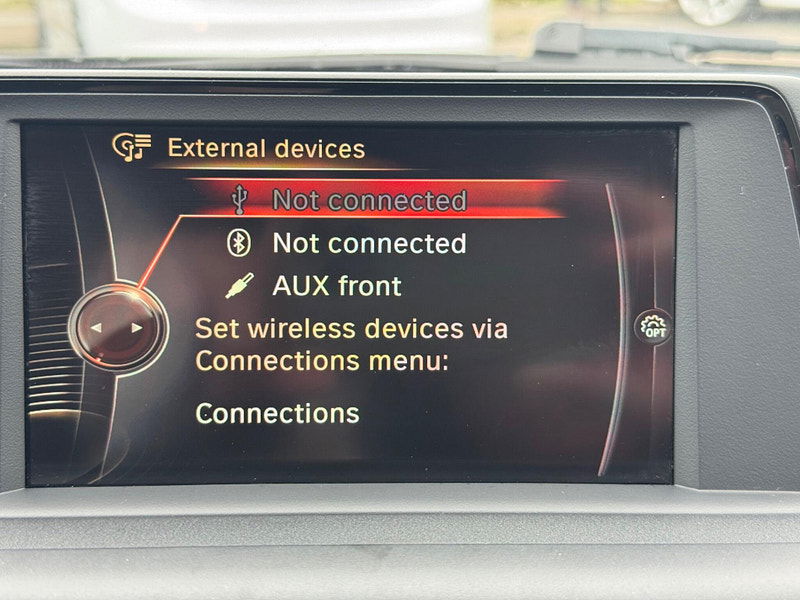 External devices
Not connected
Not connected
AUX front
Set wireless devices via
Connections menu:
Connections
OPT